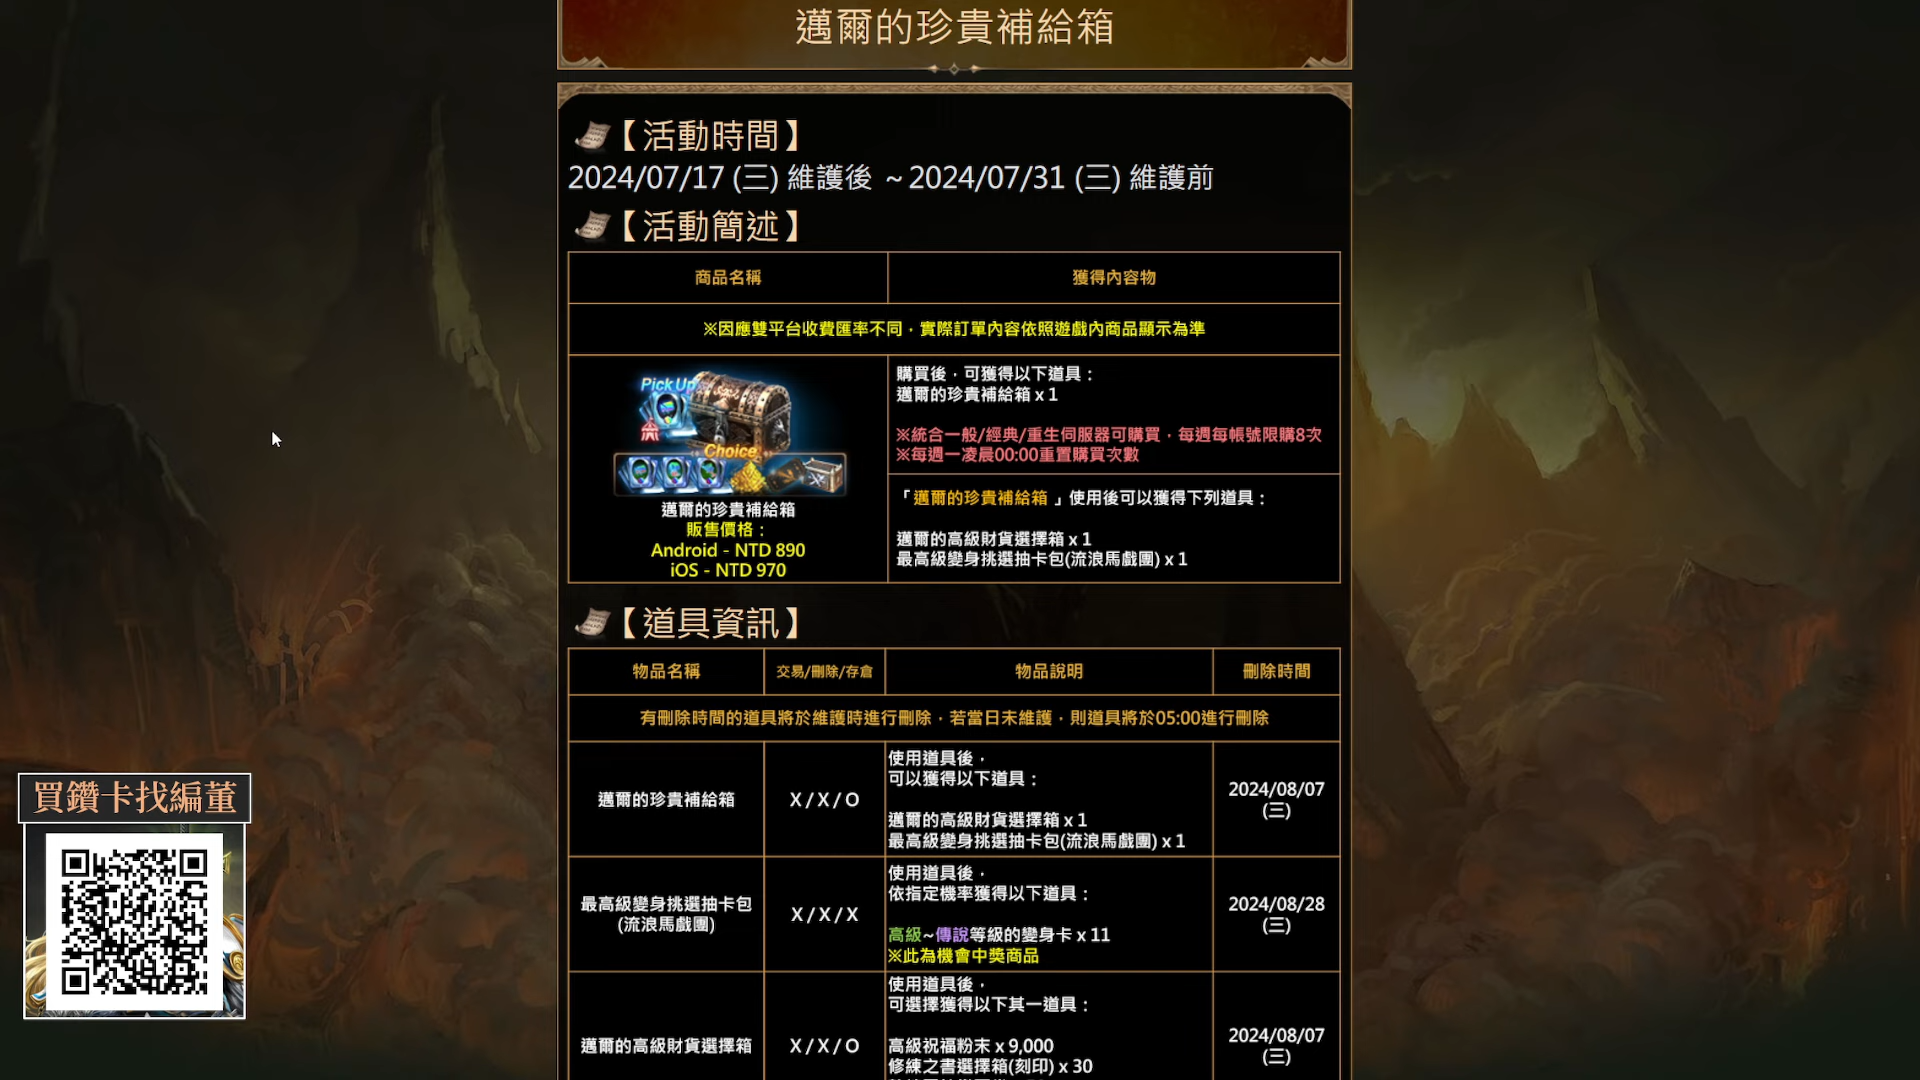 邁爾的珍貴補給箱
【活動時間】
2024/07/17 (三) 維護後 ~ 2024/07/31 (三) 維護前
【活動簡述】
商品名稱
獲得內容物
※因應雙平台收費匯率不同，實際訂單內容依照遊戲內商品顯示為準
Pick Up
Choice
邁爾的珍貴補給箱
販售價格：
Android - NTD 890
iOS - NTD 970
購買後，可獲得以下道具：
邁爾的珍貴補給箱 x 1
※統合一般/經典/重生伺服器可購買，每週每帳號限購8次
※每週一凌晨00:00重置購買次數
「邁爾的珍貴補給箱 」使用後可以獲得下列道具：
邁爾的高級財貨選擇箱 x 1
最高級變身挑選抽卡包(流浪馬戲團) x 1
【道具資訊】
物品名稱
交易/刪除/存倉
物品說明
刪除時間
有刪除時間的道具將於維護時進行刪除，若當日未維護，則道具將於05:00進行刪除
邁爾的珍貴補給箱
X / X / O
使用道具後，
可以獲得以下道具：
邁爾的高級財貨選擇箱 x 1
最高級變身挑選抽卡包(流浪馬戲團) x 1
2024/08/07
(三)
最高級變身挑選抽卡包
(流浪馬戲團)
X / X / X
使用道具後，
依指定機率獲得以下道具：
高級~傳說等級的變身卡 x 11
※此為機會中獎商品
2024/08/28
(三)
邁爾的高級財貨選擇箱
X / X / O
使用道具後，
可選擇獲得以下其一道具：
高級祝福粉末 x 9,000
修練之書選擇箱(刻印) x 30
2024/08/07
(三)
買鑽卡找編董